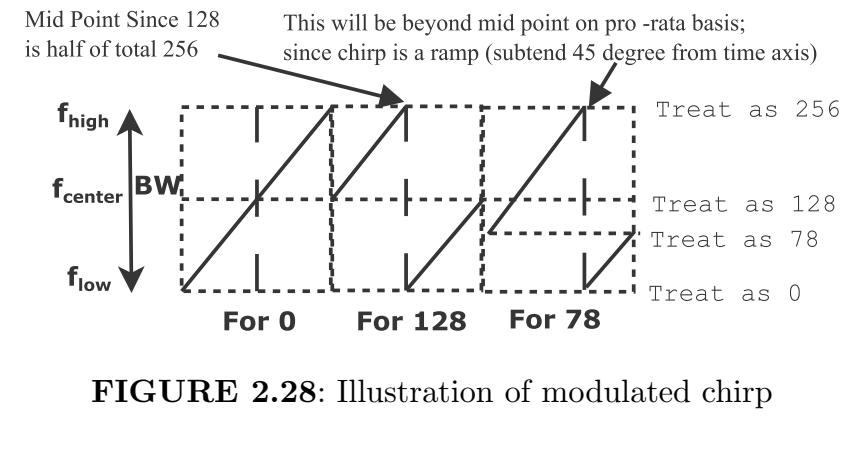 Mid Point Since 128
is half of total 256
This will be beyond mid point on pro -rata basis;
since chirp is a ramp (subtend 45 degree from time axis)
fhigh
Treat as 256
BW
fcenter
Treat as 128
Treat as 78
flow
Treat as 0
For 0
For 128
For 78
FIGURE 2.28: Illustration of modulated chirp